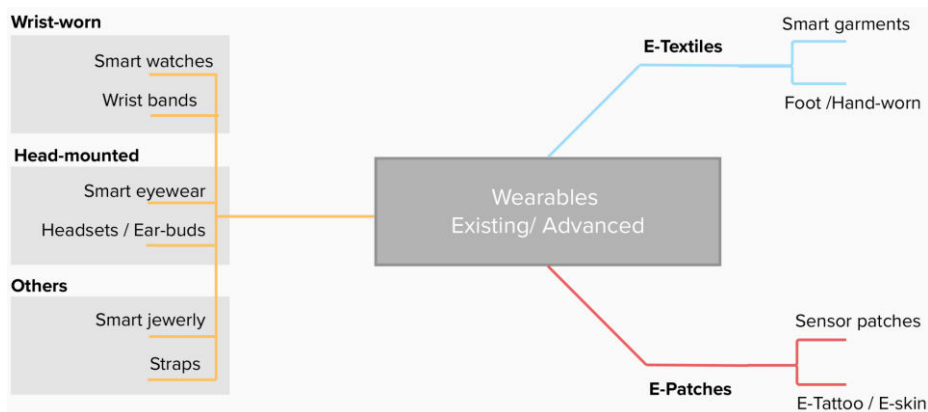 Wrist-worn
Smart watches
Wrist bands
Head-mounted
Smart eyewear
Headsets / Ear-buds
Others
Smart jewerly
Straps
Wearables
Existing/ Advanced
E-Textiles
Smart garments
Foot /Hand-worn
E-Patches
Sensor patches
E-Tattoo / E-skin